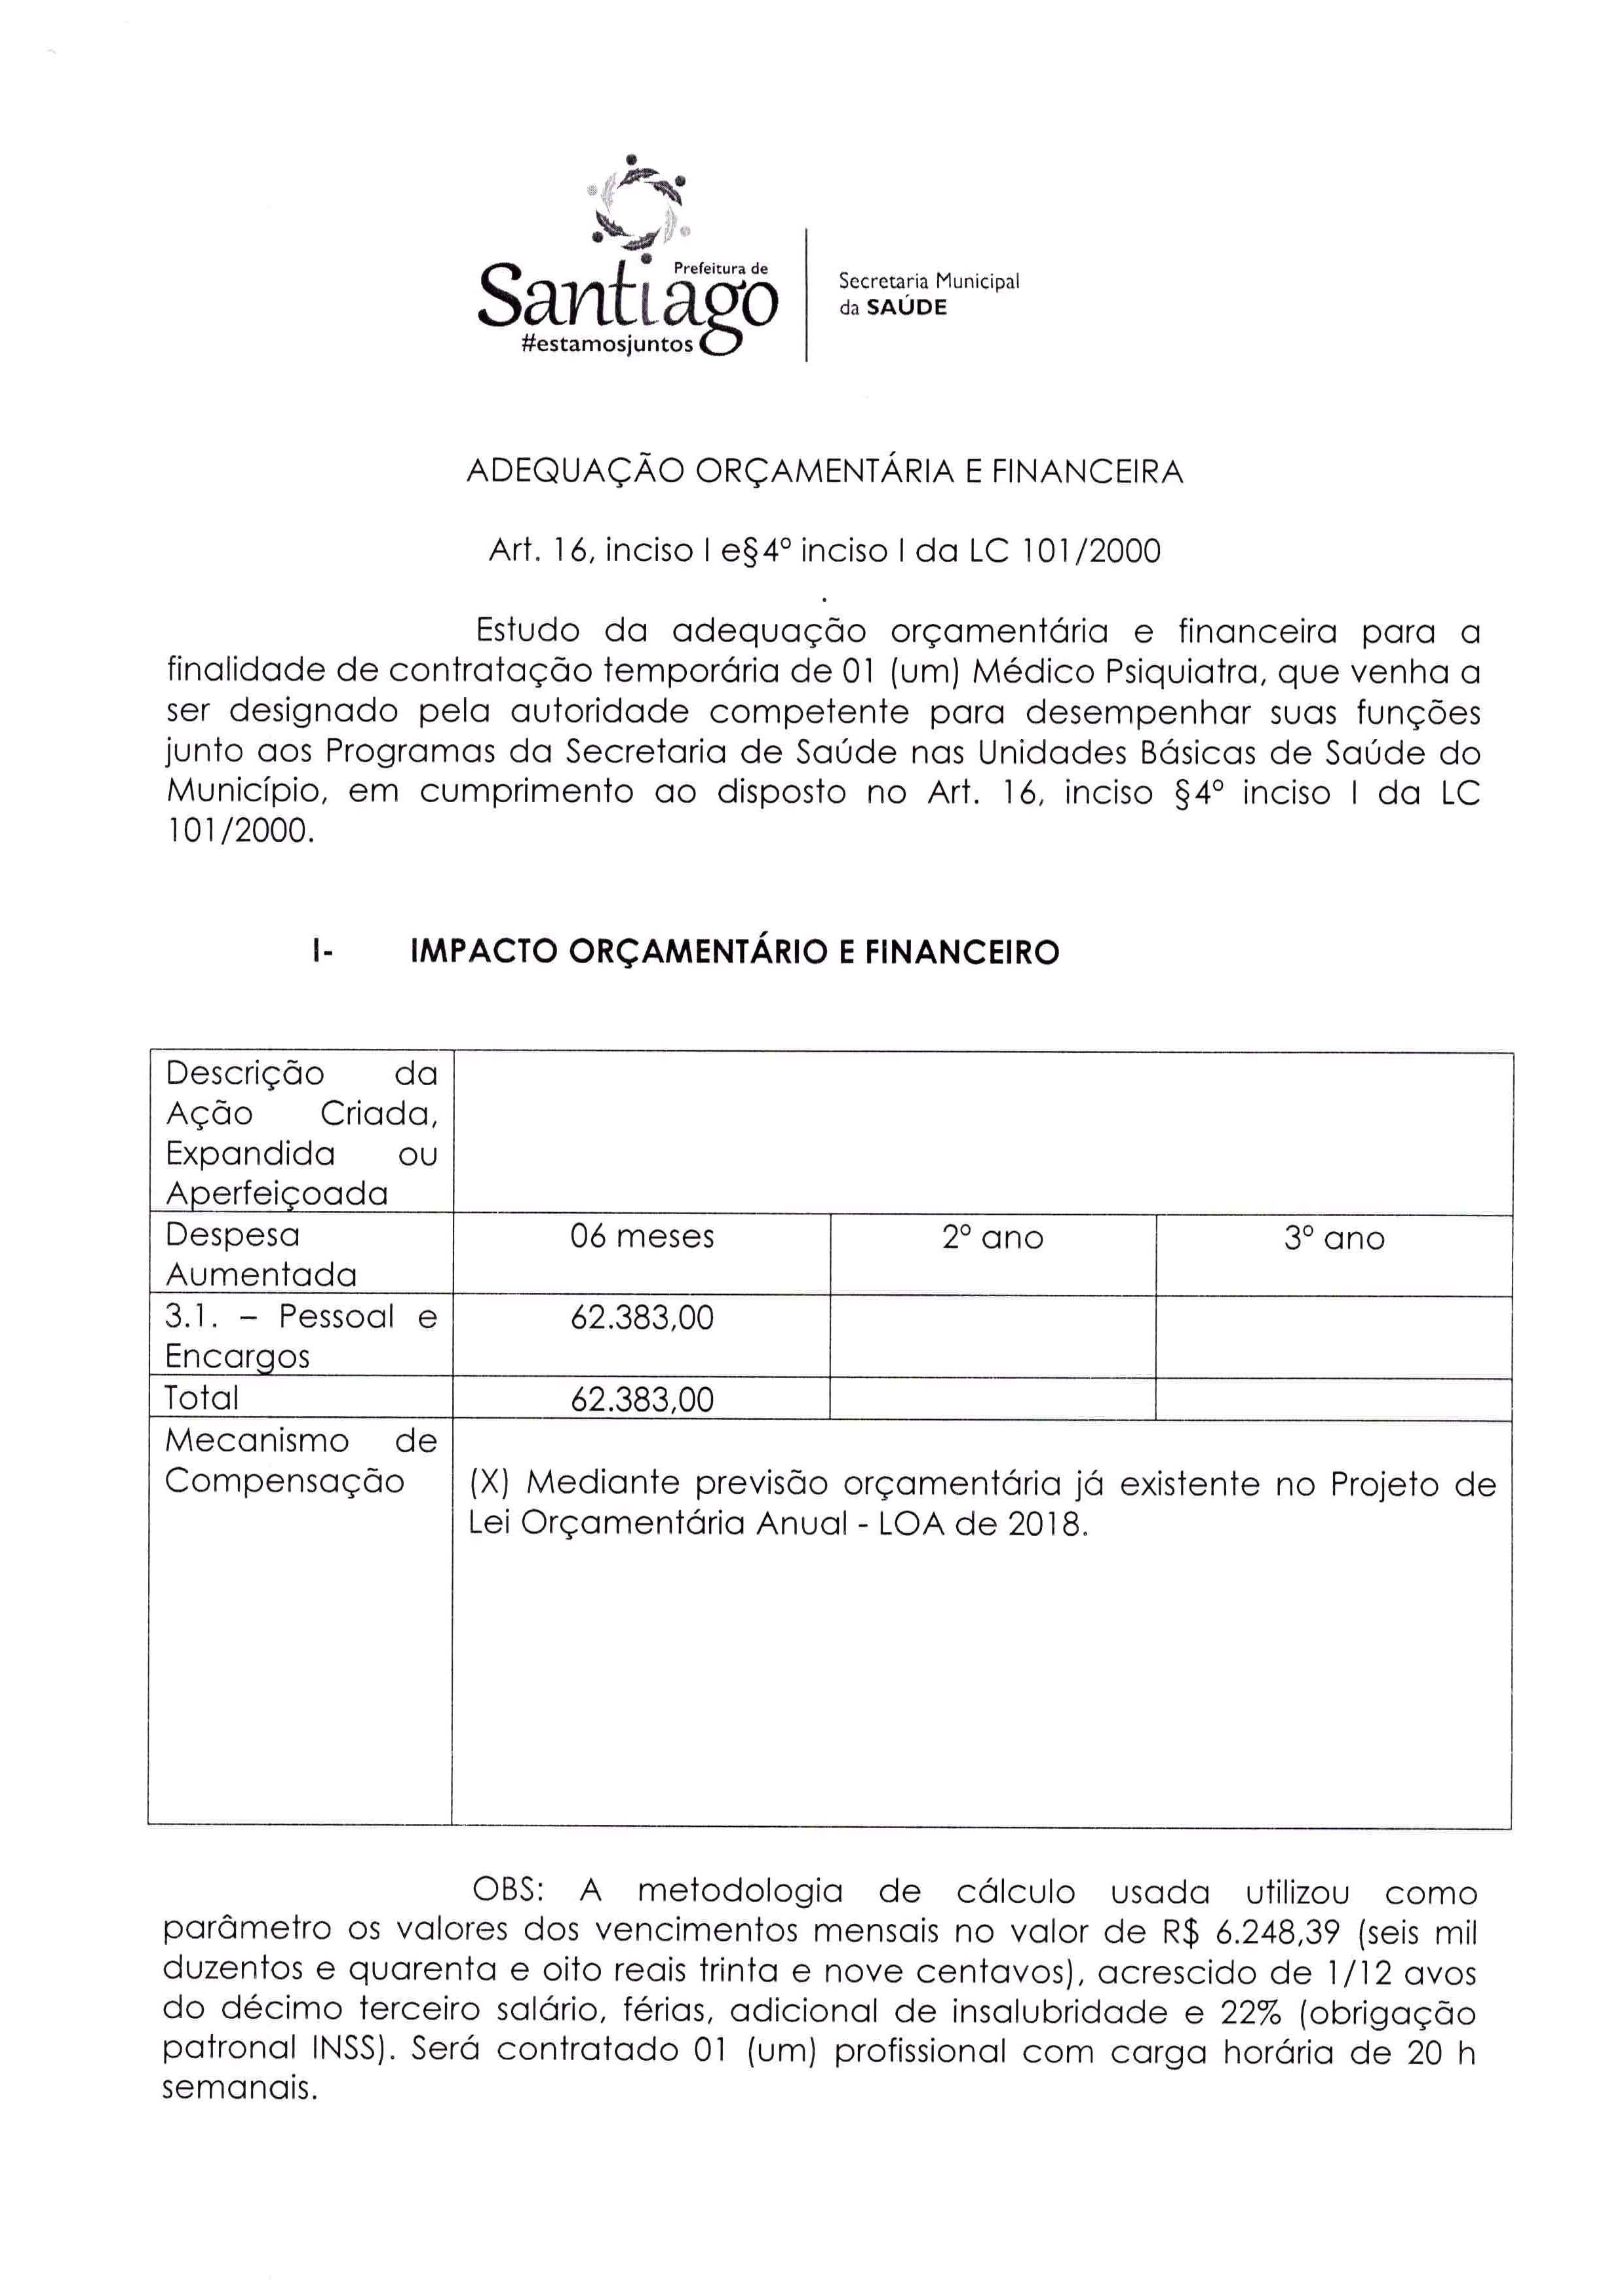 Prefeitura de
Santiago
#estamosjuntos
Secretaria Municipal
da SAÚDE
ADEQUAÇÃO ORÇAMENTÁRIA E FINANCEIRA
Art. 16, inciso I e§4º inciso I da LC 101/2000
Estudo da adequação orçamentária e financeira para a
finalidade de contratação temporária de 01 (um) Médico Psiquiatra, que venha a
ser designado pela autoridade competente para desempenhar suas funções
junto aos Programas da Secretaria de Saúde nas Unidades Básicas de Saúde do
Município, em cumprimento ao disposto no Art. 16, inciso §4º inciso I da LC
101/2000.
I- IMPACTO ORÇAMENTÁRIO E FINANCEIRO
Descrição da
Ação Criada,
Expandida ou
Aperfeiçoada
Despesa
Aumentada
06 meses
2º ano
3º ano
3.1. – Pessoal e
Encargos
62.383,00
Total
62.383,00
Mecanismo de
Compensação
(X) Mediante previsão orçamentária já existente no Projeto de
Lei Orçamentária Anual - LOA de 2018.
OBS: A metodologia de cálculo usada utilizou como
parâmetro os valores dos vencimentos mensais no valor de R$ 6.248,39 (seis mil
duzentos e quarenta e oito reais trinta e nove centavos), acrescido de 1/12 avos
do décimo terceiro salário, férias, adicional de insalubridade e 22% (obrigação
patronal INSS). Será contratado 01 (um) profissional com carga horária de 20 h
semanais.